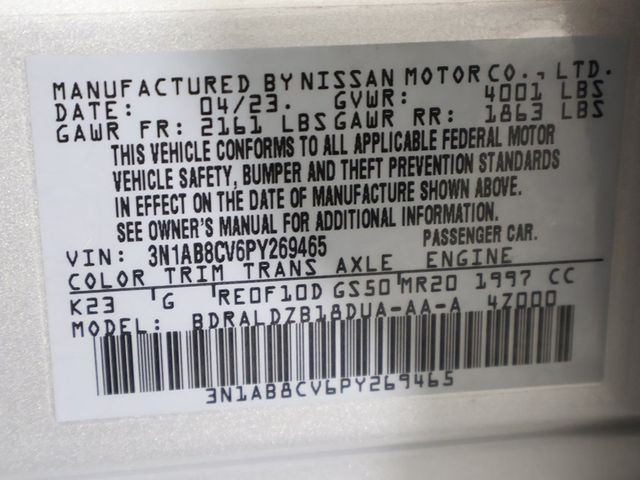 MANUFACTURED BY NISSAN MOTOR CO., LTD.
DATE: 04/23. GVWR: 4001 LBS
GAWR FR: 2161 LBS GAWR RR: 1863 LBS
THIS VEHICLE CONFORMS TO ALL APPLICABLE FEDERAL MOTOR
VEHICLE SAFETY, BUMPER AND THEFT PREVENTION STANDARDS
IN EFFECT ON THE DATE OF MANUFACTURE SHOWN ABOVE.
SEE OWNER'S MANUAL FOR ADDITIONAL INFORMATION.
VIN: 3N1AB8CV6PY269465 PASSENGER CAR.
COLOR TRIM TRANS AXLE ENGINE
K23 G RE0F10D GS50 MR20 1997 CC
MODEL: BDRALDZB18DUA-AA-A 4Z000
3N1AB8CV6PY269465